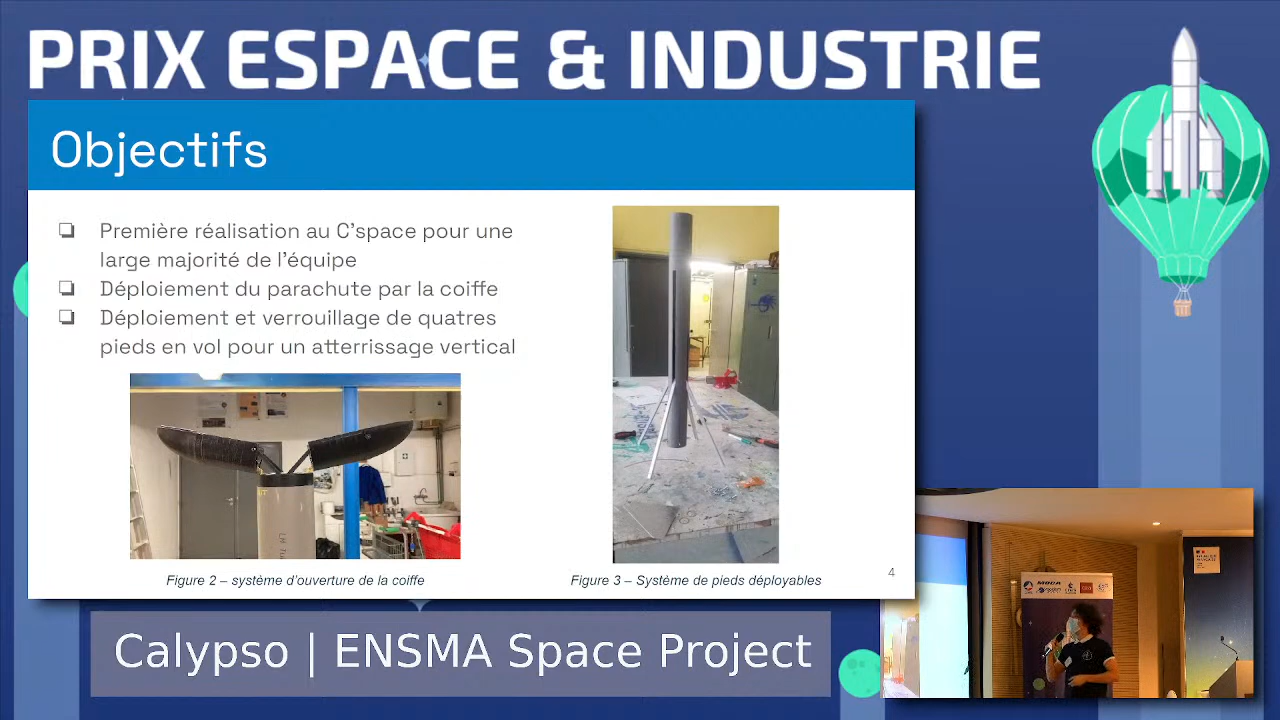 PRIX ESPACE & INDUSTRIE
Objectifs
❏ Première réalisation au C'space pour une
large majorité de l'équipe
❏ Déploiement du parachute par la coiffe
❏ Déploiement et verrouillage de quatres
pieds en vol pour un atterrissage vertical
Figure 2 – système d'ouverture de la coiffe
Figure 3 – Système de pieds déployables
4
Calypso | ENSMA Space Project